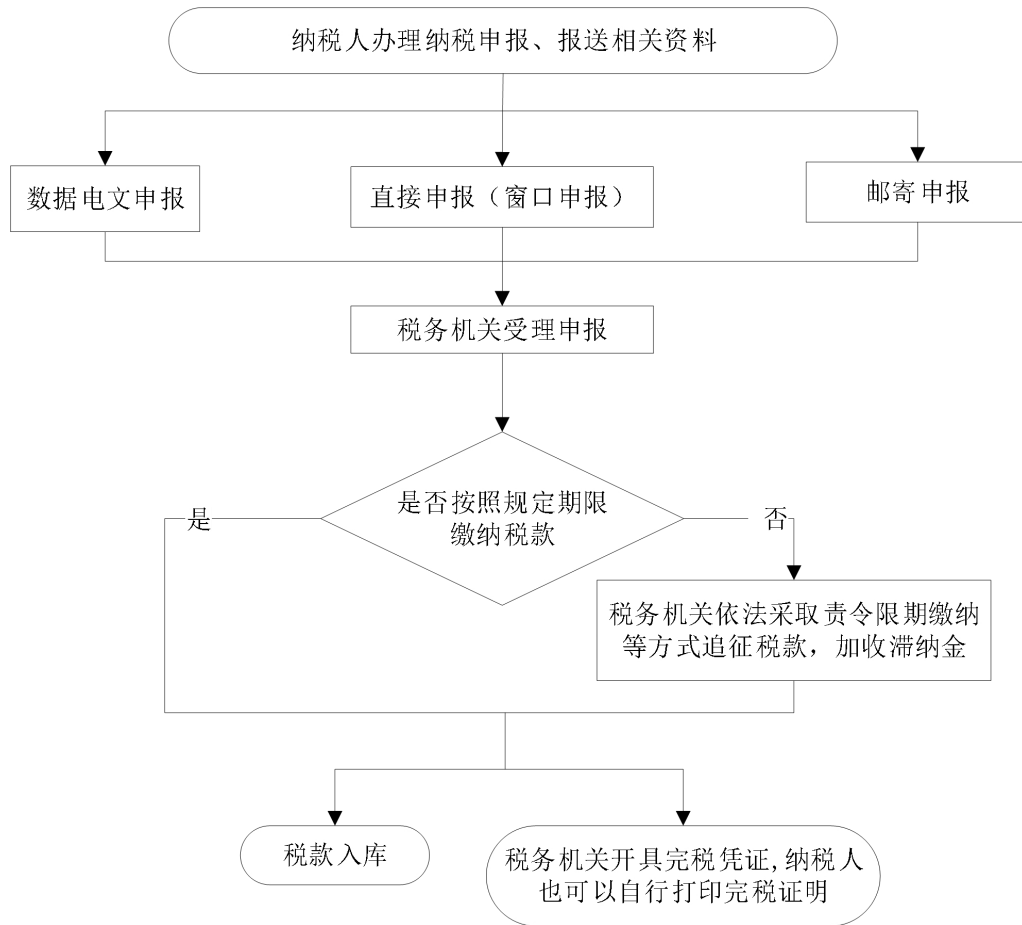 纳税人办理纳税申报、报送相关资料
数据电文申报
直接申报（窗口申报）
邮寄申报
税务机关受理申报
是否按照规定期限
缴纳税款
是
否
税务机关依法采取责令限期缴纳
等方式追征税款，加收滞纳金
税款入库
税务机关开具完税凭证,纳税人
也可以自行打印完税证明